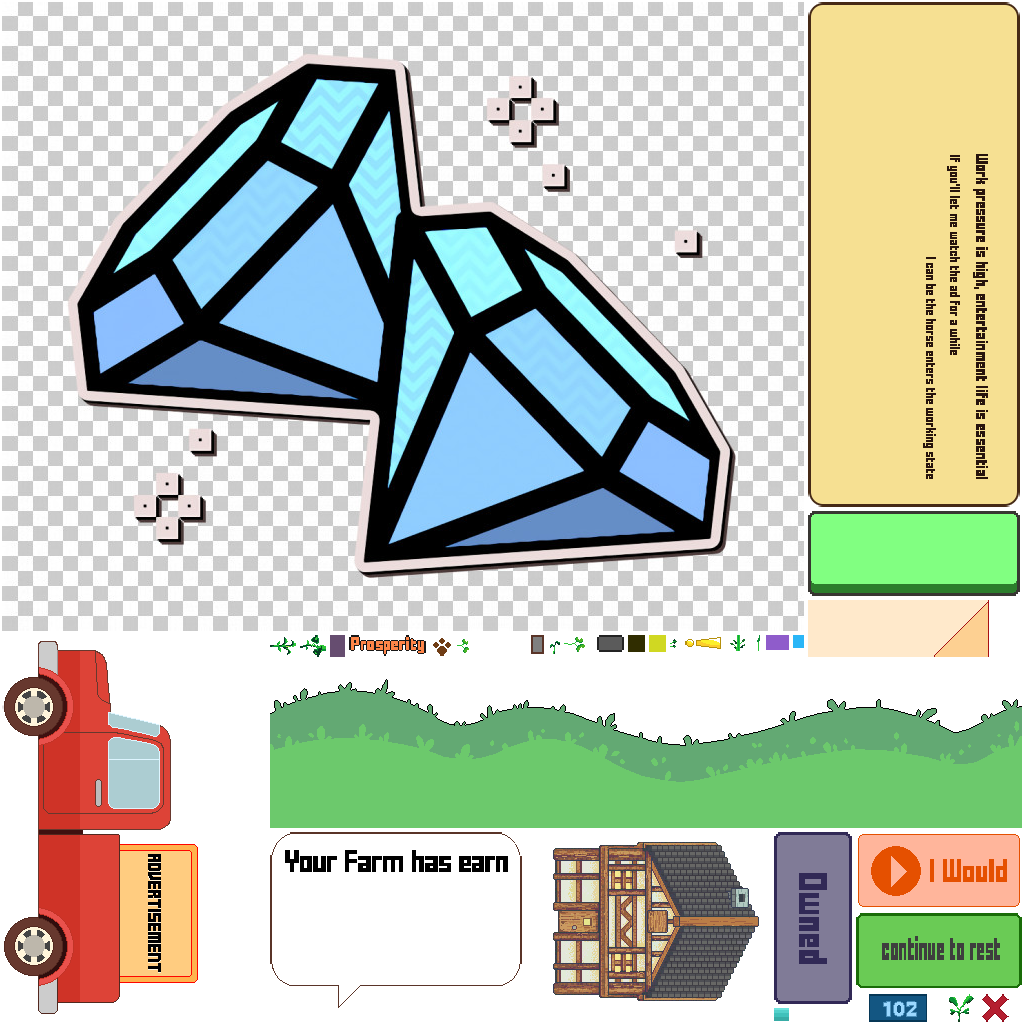 Work pressure is high, entertainment life is essential
If you'll let me watch the ad for a while
I can be the horse enters the working state
Prosperity
Your Farm has earn
ADVERTISEMENT
Owned
I Would
continue to rest
102